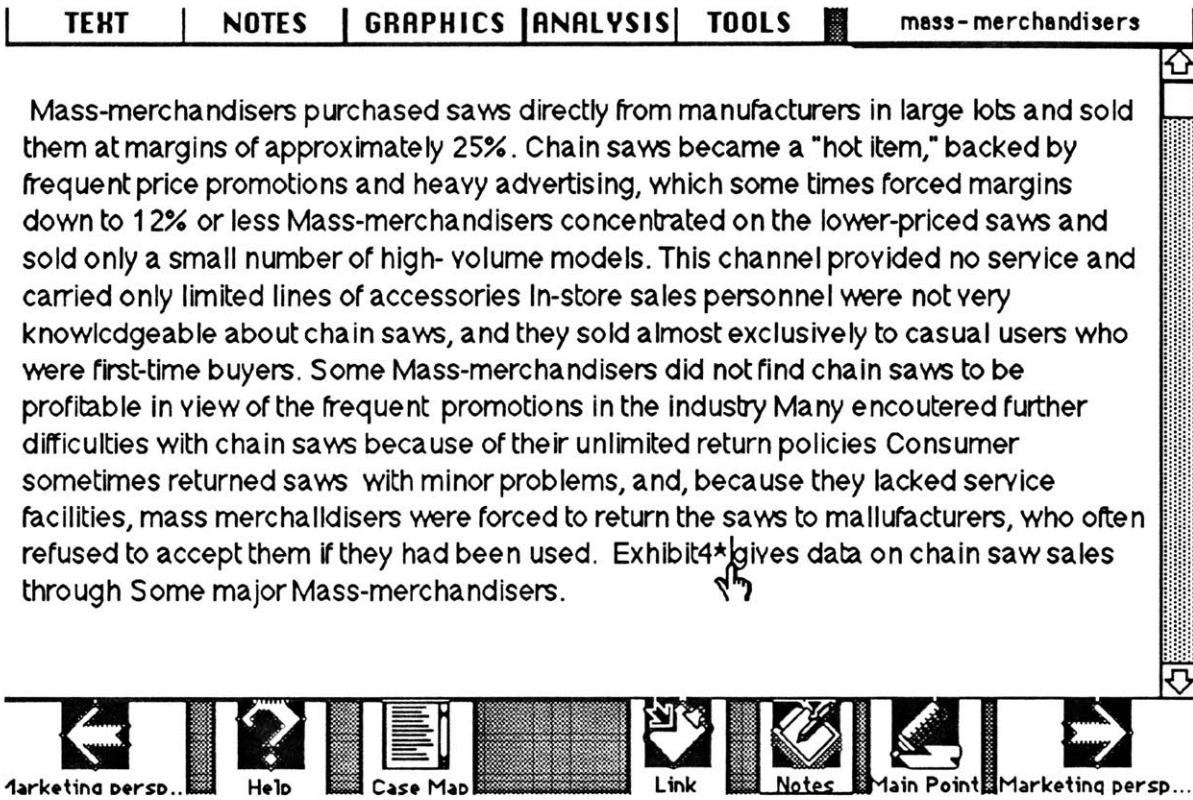 TEXT NOTES GRAPHICS ANALYSIS TOOLS mass-merchandisers
Mass-merchandisers purchased saws directly from manufacturers in large lots and sold
them at margins of approximately 25%. Chain saws became a "hot item," backed by
frequent price promotions and heavy advertising, which some times forced margins
down to 12% or less Mass-merchandisers concentrated on the lower-priced saws and
sold only a small number of high- volume models. This channel provided no service and
carried only limited lines of accessories In-store sales personnel were not very
knowlcdgeable about chain saws, and they sold almost exclusively to casual users who
were first-time buyers. Some Mass-merchandisers did not find chain saws to be
profitable in view of the frequent promotions in the industry Many encoutered further
difficulties with chain saws because of their unlimited return policies Consumer
sometimes returned saws with minor problems, and, because they lacked service
facilities, mass merchalldisers were forced to return the saws to mallufacturers, who often
refused to accept them if they had been used. Exhibit4* gives data on chain saw sales
through Some major Mass-merchandisers.
Marketing persp.. Help Case Map Link Notes Main Point Marketing persp...